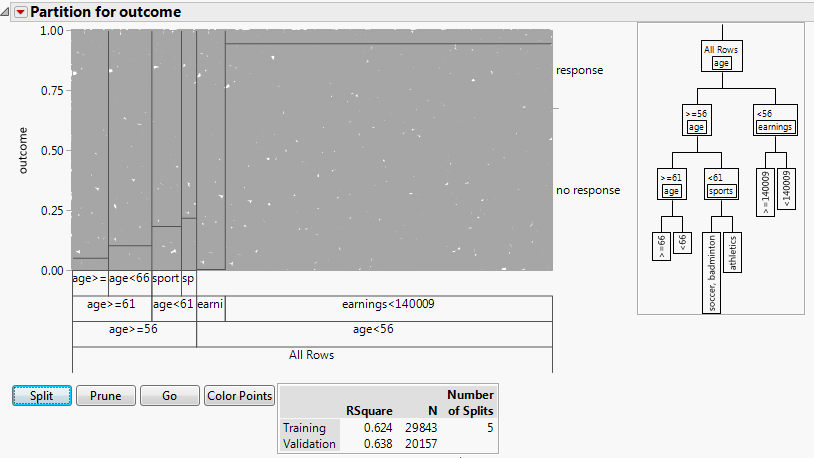 Partition for outcome
1.00
0.75
0.50
0.25
0.00
outcome
response
no response
age>= age<66 sport sp
age>=61 age<61 earni earnings<140009
age>=56 age<56
All Rows
Split Prune Go Color Points
Number
RSquare N of Splits
Training 0.624 29843 5
Validation 0.638 20157
All Rows
age
>=56 <56
age earnings
>=61 <61 >=140009 <140009
age sports
>=66 <66 soccer, badminton athletics